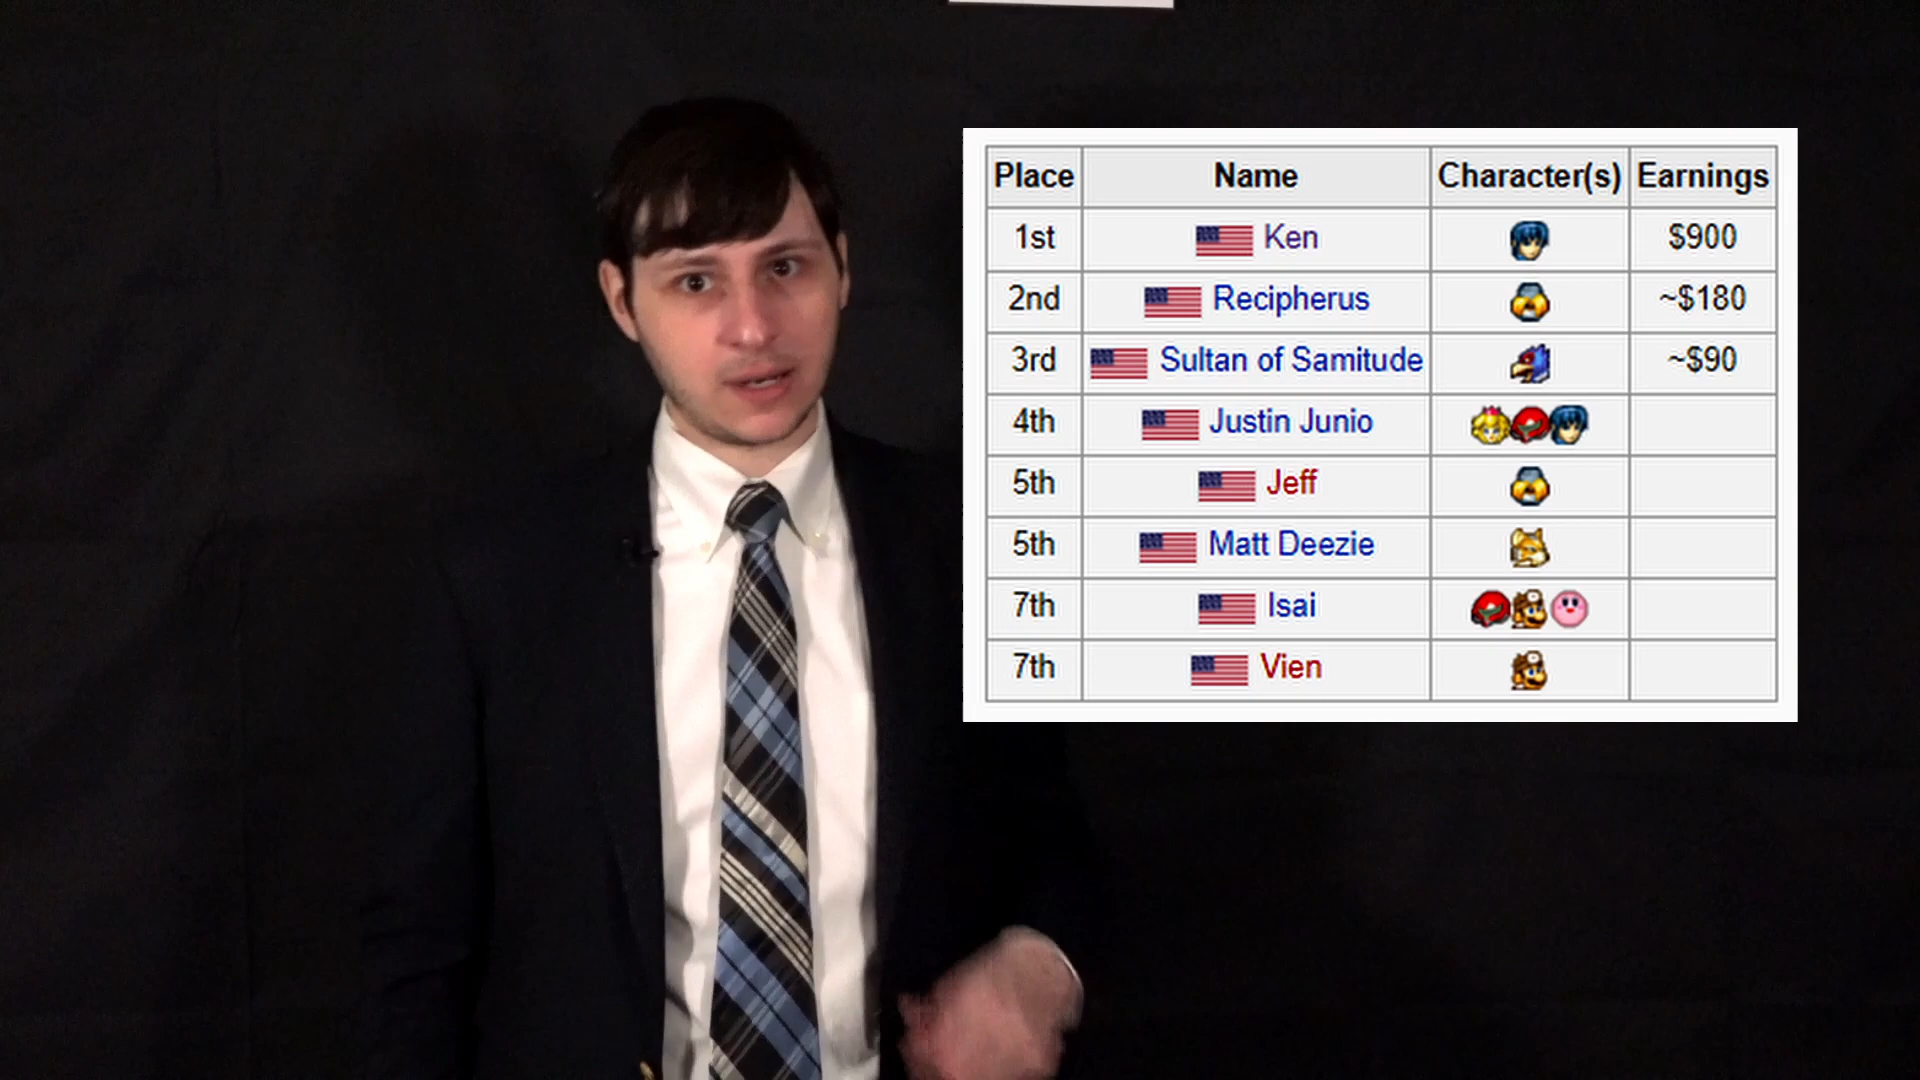 Place Name Character(s) Earnings
1st Ken $900
2nd Recipherus ~$180
3rd Sultan of Samitude ~$90
4th Justin Junio
5th Jeff
5th Matt Deezie
7th Isai
7th Vien